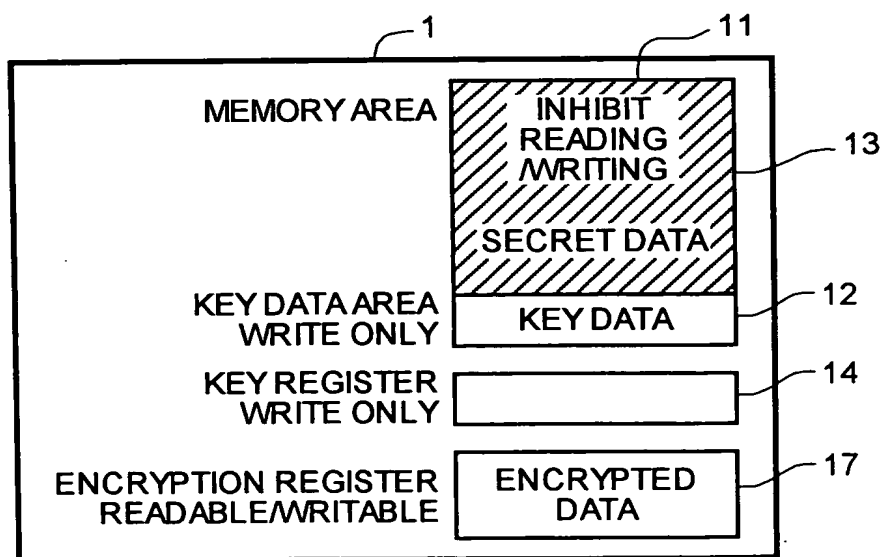 1
11
MEMORY AREA
INHIBIT
READING
/WRITING
13
SECRET DATA
KEY DATA AREA
WRITE ONLY
KEY DATA
12
KEY REGISTER
WRITE ONLY
14
ENCRYPTION REGISTER
READABLE/WRITABLE
ENCRYPTED
DATA
17